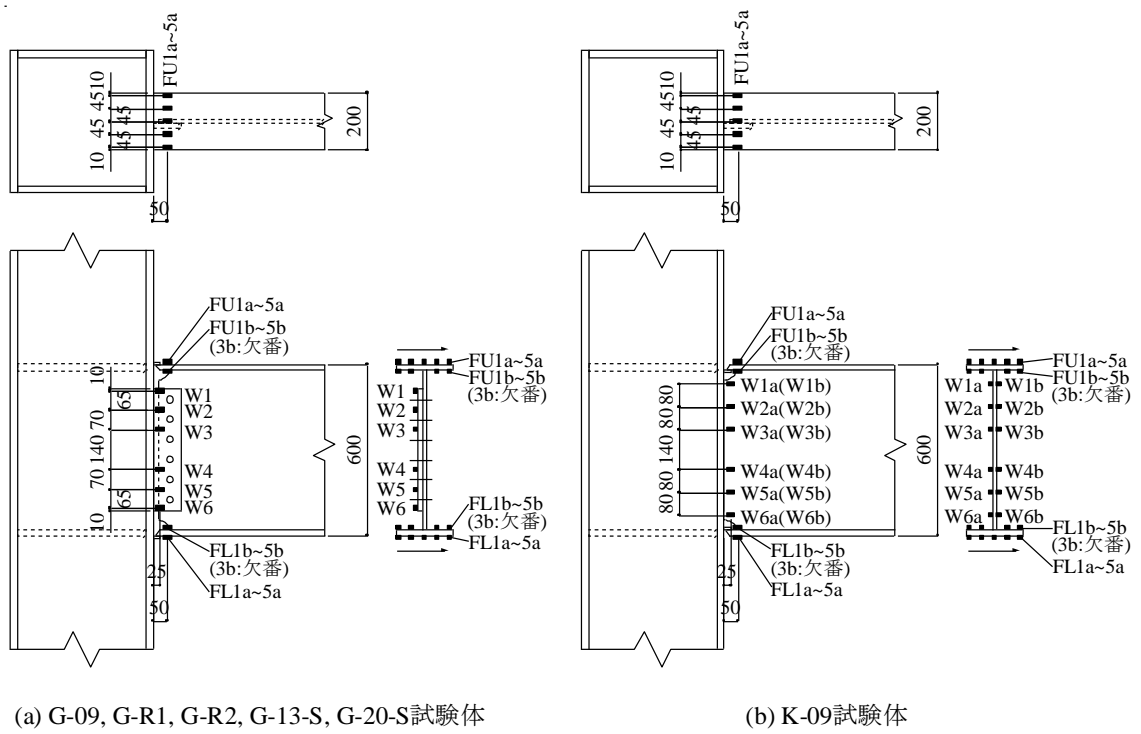 FU1a~5a
10
45
45
45
45
10
200
50
FU1a~5a
FU1b~5b
(3b:欠番)
10
65
70
140
70
65
10
W1
W2
W3
W4
W5
W6
600
FL1b~5b
(3b:欠番)
FL1a~5a
25
50
FU1a~5a
FU1b~5b
(3b:欠番)
W1
W2
W3
W4
W5
W6
FL1b~5b
(3b:欠番)
FL1a~5a
(a) G-09, G-R1, G-R2, G-13-S, G-20-S試験体
FU1a~5a
10
45
45
45
45
10
200
50
FU1a~5a
FU1b~5b
(3b:欠番)
80
80
140
80
80
W1a(W1b)
W2a(W2b)
W3a(W3b)
W4a(W4b)
W5a(W5b)
W6a(W6b)
600
FL1b~5b
(3b:欠番)
FL1a~5a
25
50
FU1a~5a
FU1b~5b
(3b:欠番)
W1a W1b
W2a W2b
W3a W3b
W4a W4b
W5a W5b
W6a W6b
FL1b~5b
(3b:欠番)
FL1a~5a
(b) K-09試験体